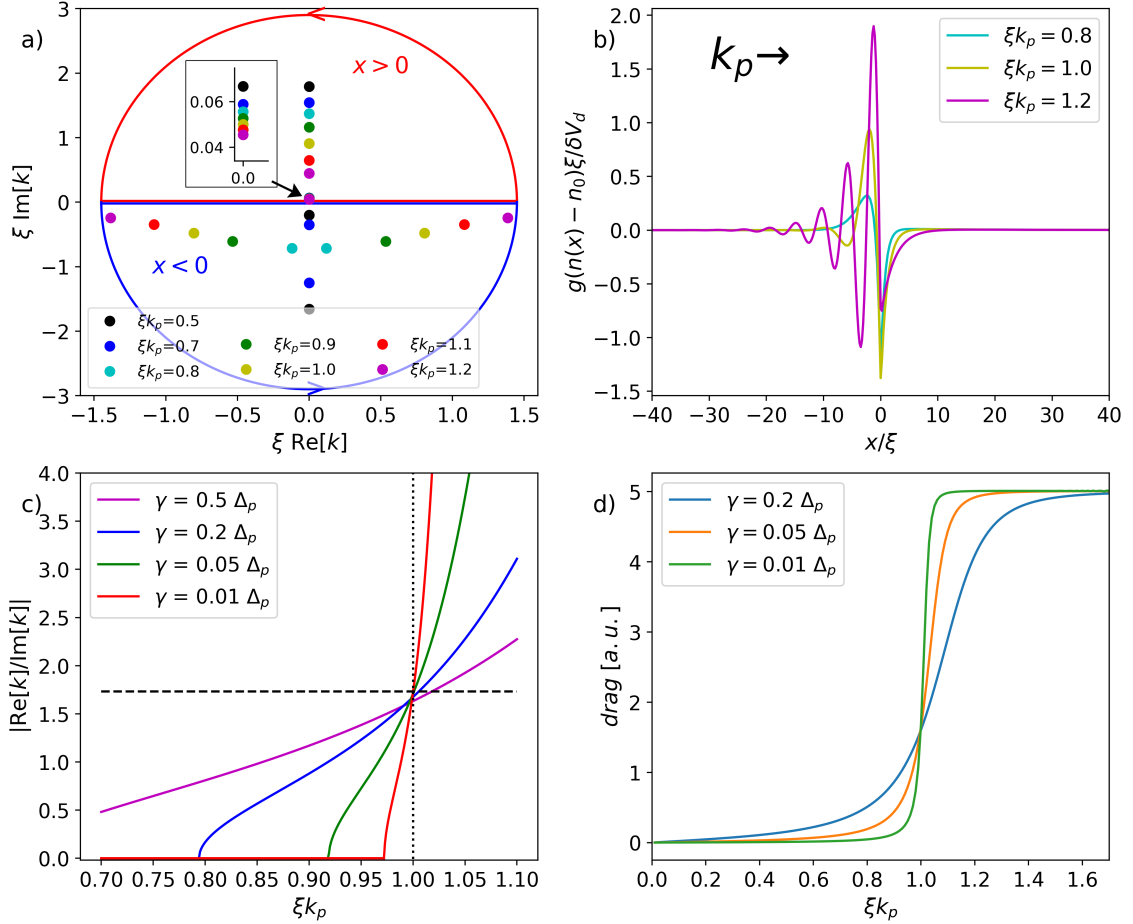 a)
x > 0
x < 0
0.06
0.04
0.0
ξkₚ=0.5
ξkₚ=0.7
ξkₚ=0.8
ξkₚ=0.9
ξkₚ=1.0
ξkₚ=1.1
ξkₚ=1.2
3
2
1
0
−1
−2
−3
ξ Im[k]
−1.5 −1.0 −0.5 0.0 0.5 1.0 1.5
ξ Re[k]
b)
kₚ→
ξkₚ = 0.8
ξkₚ = 1.0
ξkₚ = 1.2
2.0
1.5
1.0
0.5
0.0
−0.5
−1.0
−1.5
g(n(x) − n₀)ξ/δV_d
−40 −30 −20 −10 0 10 20 30 40
x/ξ
c)
γ = 0.5 Δₚ
γ = 0.2 Δₚ
γ = 0.05 Δₚ
γ = 0.01 Δₚ
4.0
3.5
3.0
2.5
2.0
1.5
1.0
0.5
0.0
|Re[k]/Im[k]|
0.70 0.75 0.80 0.85 0.90 0.95 1.00 1.05 1.10
ξkₚ
d)
γ = 0.2 Δₚ
γ = 0.05 Δₚ
γ = 0.01 Δₚ
5
4
3
2
1
0
drag [a.u.]
0.0 0.2 0.4 0.6 0.8 1.0 1.2 1.4 1.6
ξkₚ